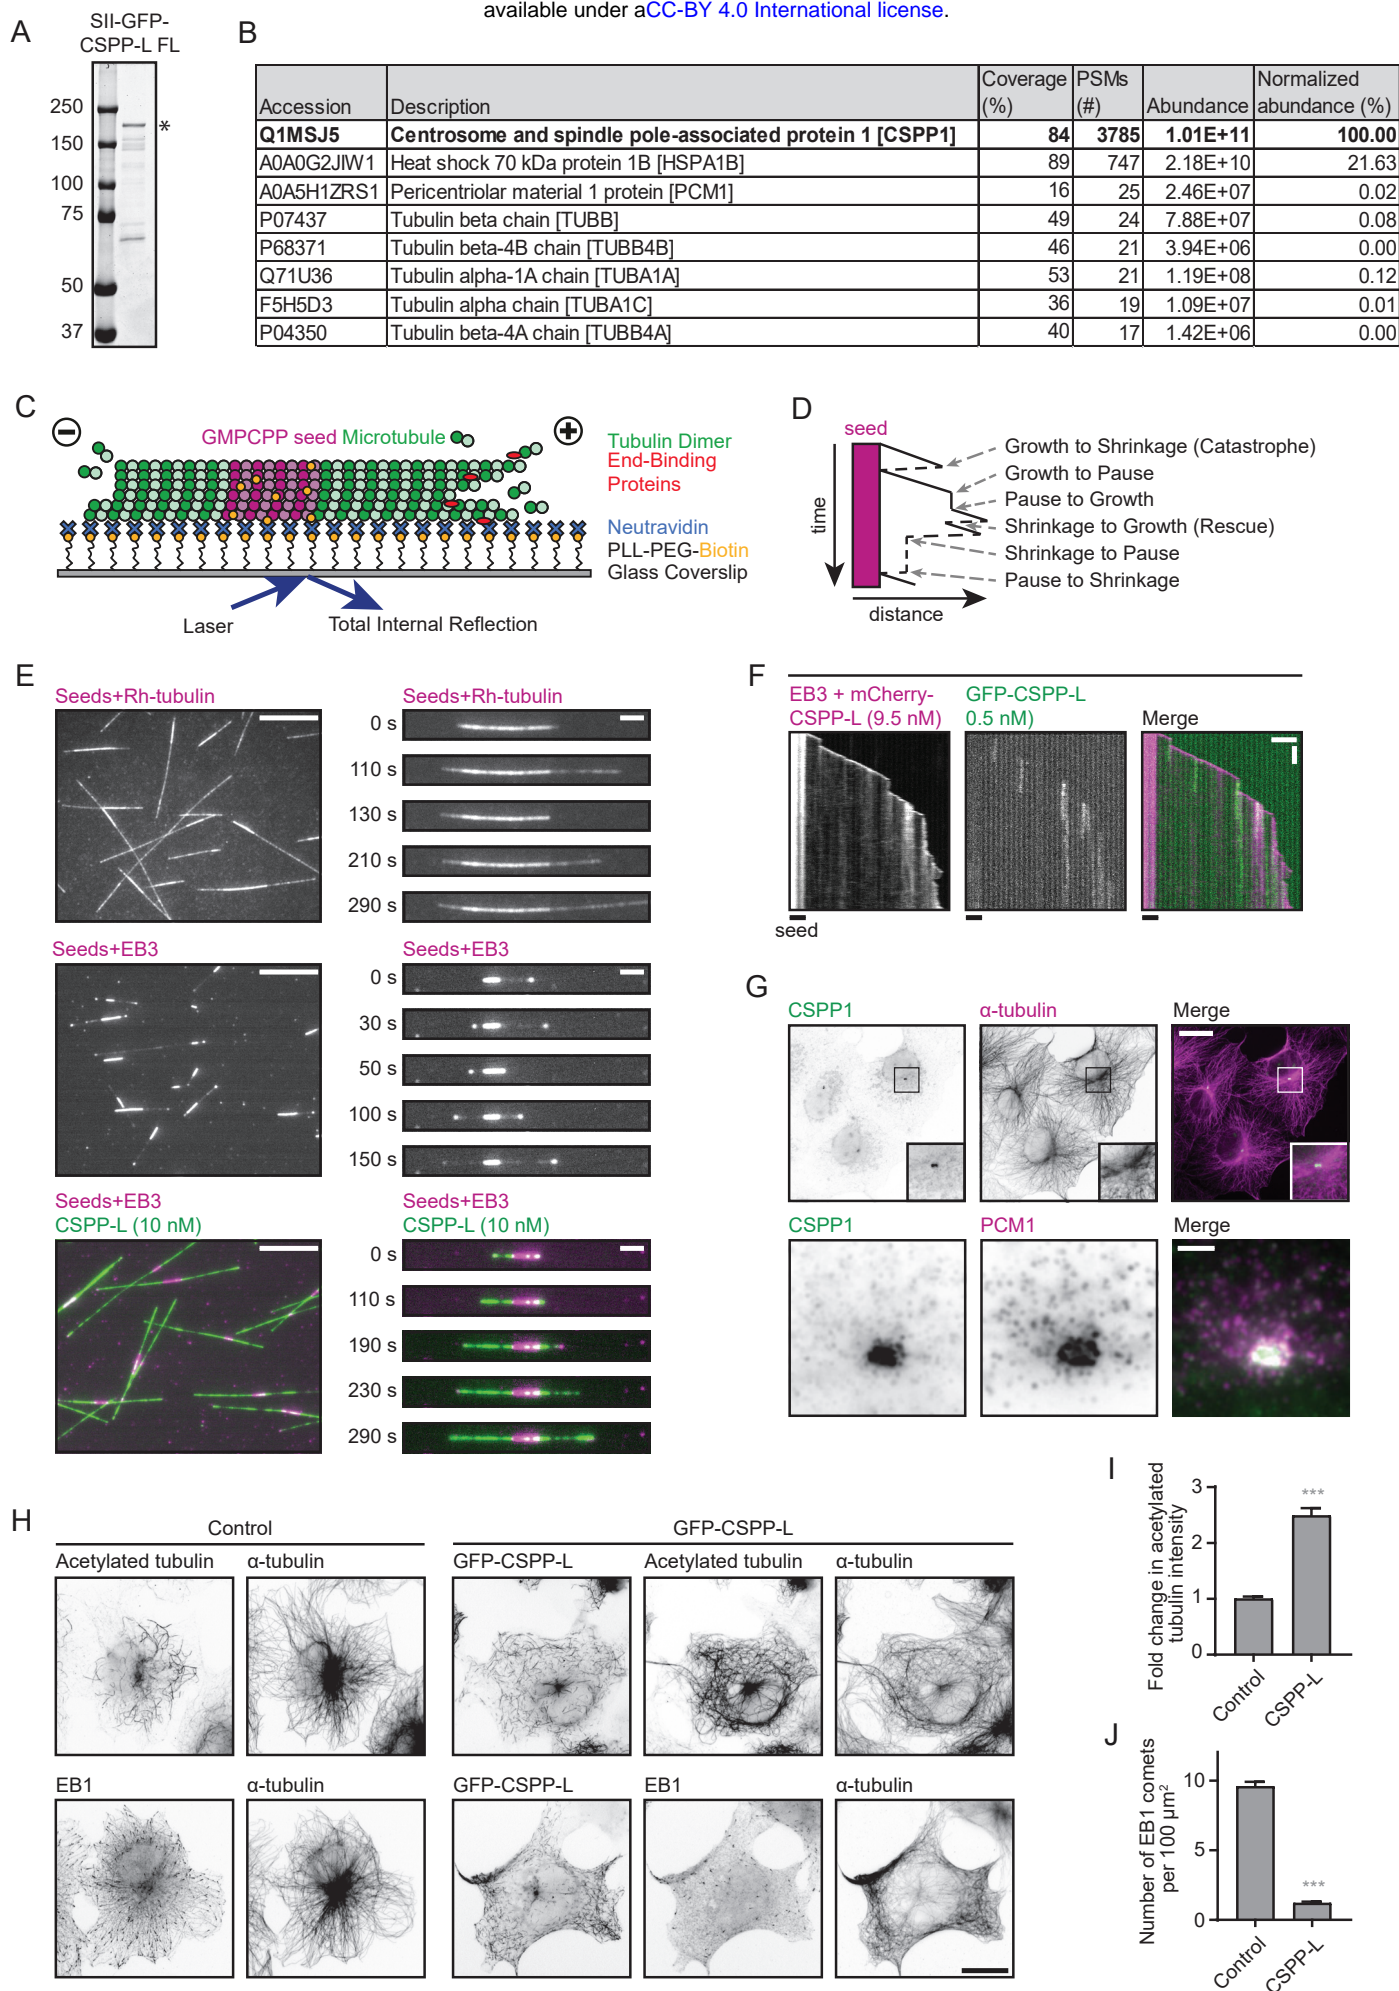 available under aCC-BY 4.0 International license.
A
SII-GFP-
CSPP-L FL
250
150
100
75
50
37
*
B
Accession Description Coverage (%) PSMs (#) Abundance Normalized abundance (%)
Q1MSJ5 Centrosome and spindle pole-associated protein 1 [CSPP1] 84 3785 1.01E+11 100.00
A0A0G2JIW1 Heat shock 70 kDa protein 1B [HSPA1B] 89 747 2.18E+10 21.63
A0A5H1ZRS1 Pericentriolar material 1 protein [PCM1] 16 25 2.46E+07 0.02
P07437 Tubulin beta chain [TUBB] 49 24 7.88E+07 0.08
P68371 Tubulin beta-4B chain [TUBB4B] 46 21 3.94E+06 0.00
Q71U36 Tubulin alpha-1A chain [TUBA1A] 53 21 1.19E+08 0.12
F5H5D3 Tubulin alpha chain [TUBA1C] 36 19 1.09E+07 0.01
P04350 Tubulin beta-4A chain [TUBB4A] 40 17 1.42E+06 0.00
C
−
GMPCPP seed Microtubule
+
Tubulin Dimer
End-Binding
Proteins
Neutravidin
PLL-PEG-Biotin
Glass Coverslip
Laser
Total Internal Reflection
D
seed
time
distance
Growth to Shrinkage (Catastrophe)
Growth to Pause
Pause to Growth
Shrinkage to Growth (Rescue)
Shrinkage to Pause
Pause to Shrinkage
E
Seeds+Rh-tubulin
Seeds+Rh-tubulin
0 s
110 s
130 s
210 s
290 s
Seeds+EB3
Seeds+EB3
0 s
30 s
50 s
100 s
150 s
Seeds+EB3
CSPP-L (10 nM)
Seeds+EB3
CSPP-L (10 nM)
0 s
110 s
190 s
230 s
290 s
F
EB3 + mCherry-
CSPP-L (9.5 nM)
GFP-CSPP-L
0.5 nM)
Merge
seed
G
CSPP1
α-tubulin
Merge
CSPP1
PCM1
Merge
H
Control
GFP-CSPP-L
Acetylated tubulin
α-tubulin
GFP-CSPP-L
Acetylated tubulin
α-tubulin
EB1
α-tubulin
GFP-CSPP-L
EB1
α-tubulin
I
Fold change in acetylated
tubulin intensity
3
2
1
0
***
Control
CSPP-L
J
Number of EB1 comets
per 100 µm²
10
5
0
***
Control
CSPP-L